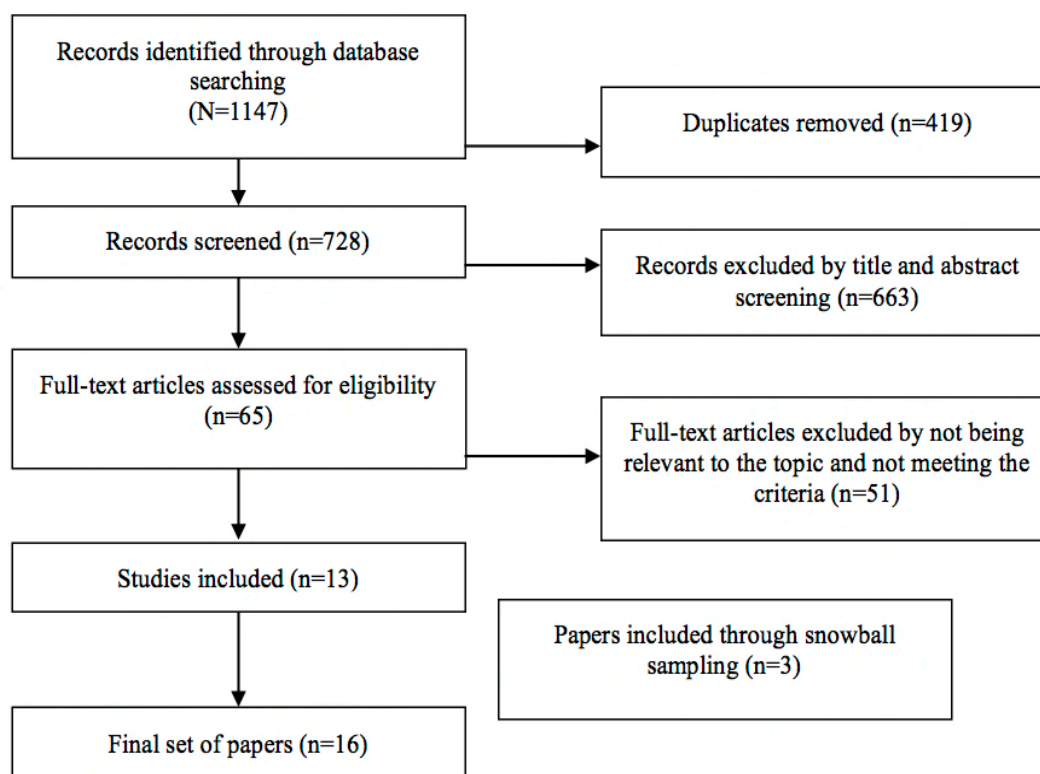 Records identified through database
searching
(N=1147)
Duplicates removed (n=419)
Records screened (n=728)
Records excluded by title and abstract
screening (n=663)
Full-text articles assessed for eligibility
(n=65)
Full-text articles excluded by not being
relevant to the topic and not meeting the
criteria (n=51)
Studies included (n=13)
Papers included through snowball
sampling (n=3)
Final set of papers (n=16)